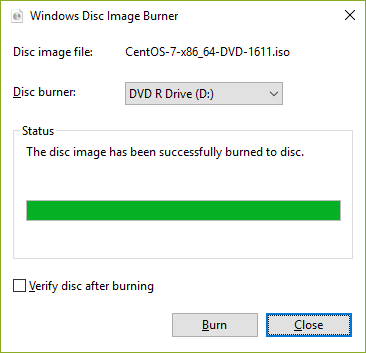 Windows Disc Image Burner
Disc image file: CentOS-7-x86_64-DVD-1611.iso
Disc burner: DVD R Drive (D:)
Status
The disc image has been successfully burned to disc.
Verify disc after burning
Burn Close